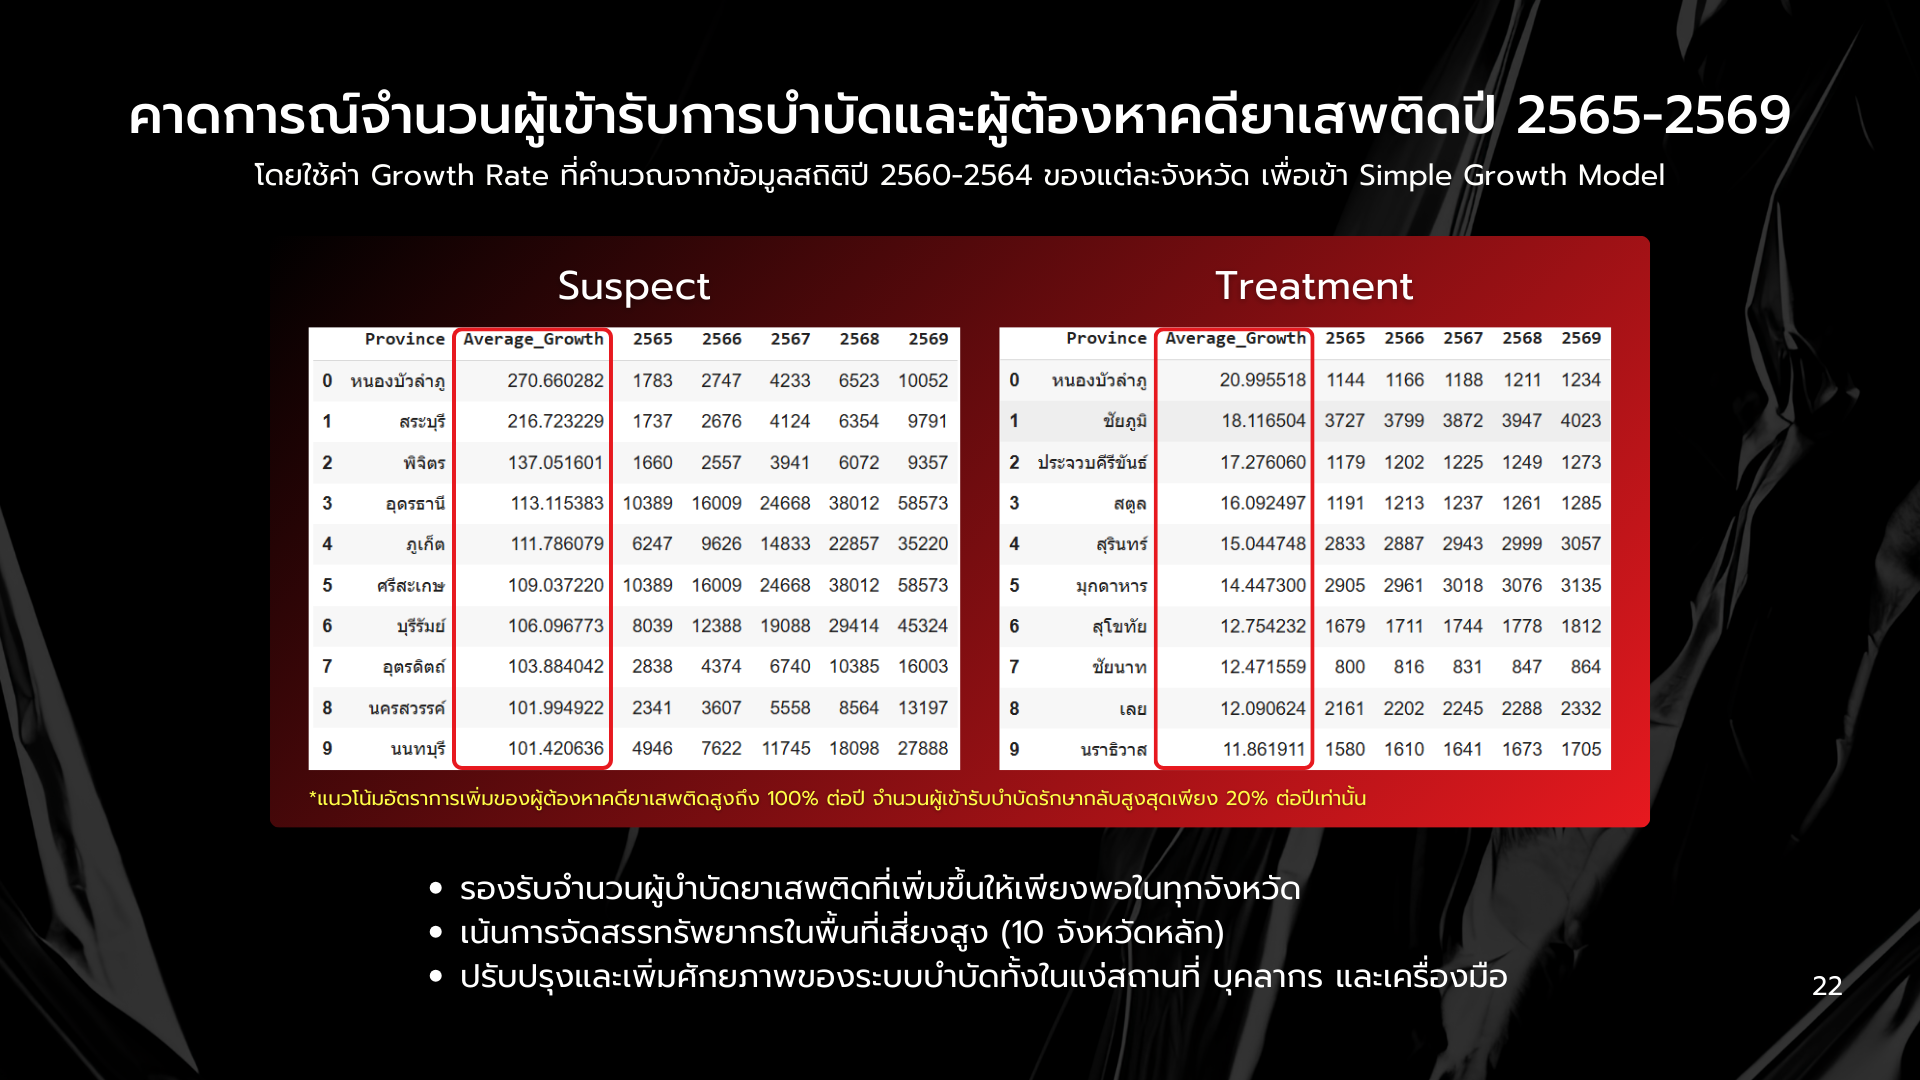 คาดการณ์จำนวนผู้เข้ารับการบำบัดและผู้ต้องหาคดียาเสพติดปี 2565-2569
โดยใช้ค่า Growth Rate ที่คำนวณจากข้อมูลสถิติปี 2560-2564 ของแต่ละจังหวัด เพื่อเข้า Simple Growth Model
Suspect
Province Average_Growth 2565 2566 2567 2568 2569
0 หนองบัวลำภู 270.660282 1783 2747 4233 6523 10052
1 สระบุรี 216.723229 1737 2676 4124 6354 9791
2 พิจิตร 137.051601 1660 2557 3941 6072 9357
3 อุดรธานี 113.115383 10389 16009 24668 38012 58573
4 ภูเก็ต 111.786079 6247 9626 14833 22857 35220
5 ศรีสะเกษ 109.037220 10389 16009 24668 38012 58573
6 บุรีรัมย์ 106.096773 8039 12388 19088 29414 45324
7 อุตรดิตถ์ 103.884042 2838 4374 6740 10385 16003
8 นครสวรรค์ 101.994922 2341 3607 5558 8564 13197
9 นนทบุรี 101.420636 4946 7622 11745 18098 27888
Treatment
Province Average_Growth 2565 2566 2567 2568 2569
0 หนองบัวลำภู 20.995518 1144 1166 1188 1211 1234
1 ชัยภูมิ 18.116504 3727 3799 3872 3947 4023
2 ประจวบคีรีขันธ์ 17.276060 1179 1202 1225 1249 1273
3 สตูล 16.092497 1191 1213 1237 1261 1285
4 สุรินทร์ 15.044748 2833 2887 2943 2999 3057
5 มุกดาหาร 14.447300 2905 2961 3018 3076 3135
6 สุโขทัย 12.754232 1679 1711 1744 1778 1812
7 ชัยนาท 12.471559 800 816 831 847 864
8 เลย 12.090624 2161 2202 2245 2288 2332
9 นราธิวาส 11.861911 1580 1610 1641 1673 1705
*แนวโน้มอัตราการเพิ่มของผู้ต้องหาคดียาเสพติดสูงถึง 100% ต่อปี จำนวนผู้เข้ารับบำบัดรักษากลับสูงสุดเพียง 20% ต่อปีเท่านั้น
• รองรับจำนวนผู้บำบัดยาเสพติดที่เพิ่มขึ้นให้เพียงพอในทุกจังหวัด
• เน้นการจัดสรรทรัพยากรในพื้นที่เสี่ยงสูง (10 จังหวัดหลัก)
• ปรับปรุงและเพิ่มศักยภาพของระบบบำบัดทั้งในแง่สถานที่ บุคลากร และเครื่องมือ
22